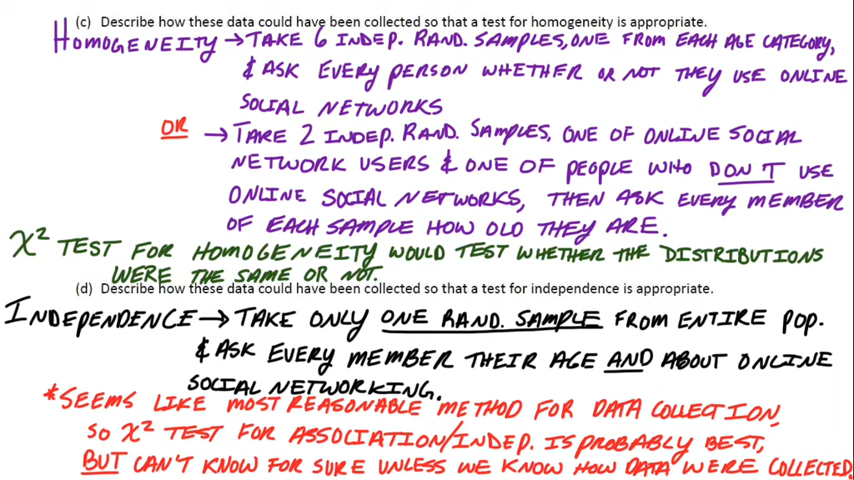 (c) Describe how these data could have been collected so that a test for homogeneity is appropriate.
HOMOGENEITY → TAKE 6 INDEP. RAND. SAMPLES, ONE FROM EACH AGE CATEGORY,
& ASK EVERY PERSON WHETHER OR NOT THEY USE ONLINE
SOCIAL NETWORKS
OR
→ TAKE 2 INDEP. RAND. SAMPLES, ONE OF ONLINE SOCIAL
NETWORK USERS & ONE OF PEOPLE WHO DON'T USE
ONLINE SOCIAL NETWORKS, THEN ASK EVERY MEMBER
OF EACH SAMPLE HOW OLD THEY ARE.
χ² TEST FOR HOMOGENEITY WOULD TEST WHETHER THE DISTRIBUTIONS
WERE THE SAME OR NOT.
(d) Describe how these data could have been collected so that a test for independence is appropriate.
INDEPENDENCE → TAKE ONLY ONE RAND. SAMPLE FROM ENTIRE POP.
& ASK EVERY MEMBER THEIR AGE AND ABOUT ONLINE
SOCIAL NETWORKING.
*SEEMS LIKE MOST REASONABLE METHOD FOR DATA COLLECTION,
SO χ² TEST FOR ASSOCIATION/INDEP. IS PROBABLY BEST,
BUT CAN'T KNOW FOR SURE UNLESS WE KNOW HOW DATA WERE COLLECTED.